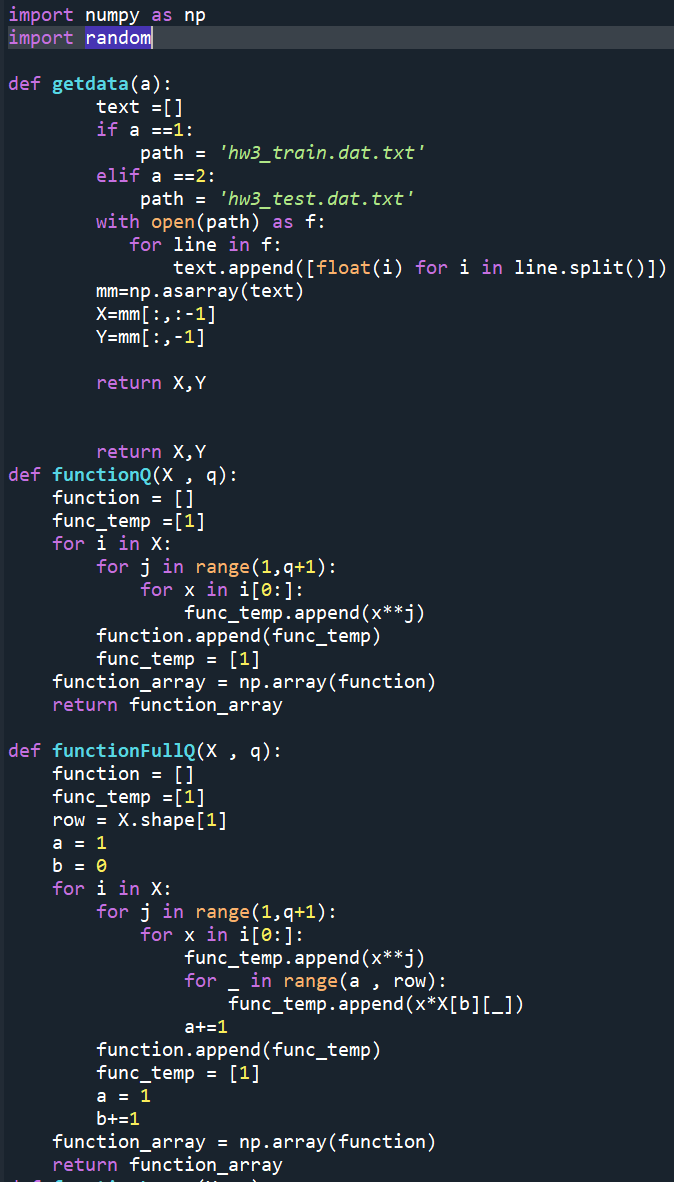 import numpy as np
import random
def getdata(a):
text =[]
if a ==1:
path = 'hw3_train.dat.txt'
elif a ==2:
path = 'hw3_test.dat.txt'
with open(path) as f:
for line in f:
text.append([float(i) for i in line.split()])
mm=np.asarray(text)
X=mm[:,:-1]
Y=mm[:,-1]
return X,Y
return X,Y
def functionQ(X , q):
function = []
func_temp =[1]
for i in X:
for j in range(1,q+1):
for x in i[0:]:
func_temp.append(x**j)
function.append(func_temp)
func_temp = [1]
function_array = np.array(function)
return function_array
def functionFullQ(X , q):
function = []
func_temp =[1]
row = X.shape[1]
a = 1
b = 0
for i in X:
for j in range(1,q+1):
for x in i[0:]:
func_temp.append(x**j)
for _ in range(a , row):
func_temp.append(x*X[b][_])
a+=1
function.append(func_temp)
func_temp = [1]
a = 1
b+=1
function_array = np.array(function)
return function_array